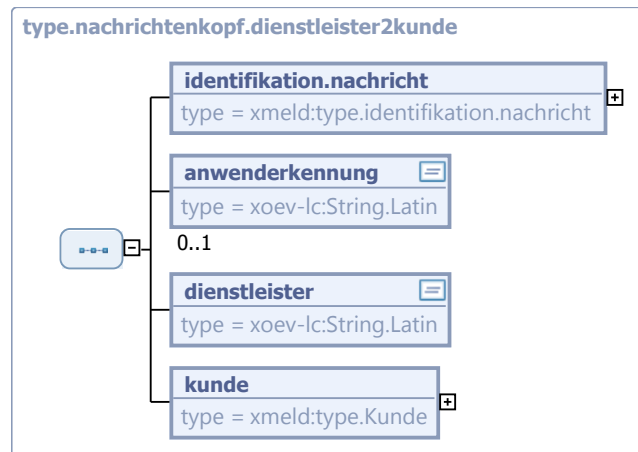 type.nachrichtenkopf.dienstleister2kunde
identifikation.nachricht
type = xmeld:type.identifikation.nachricht
anwenderkennung
type = xoev-lc:String.Latin
0..1
dienstleister
type = xoev-lc:String.Latin
kunde
type = xmeld:type.Kunde